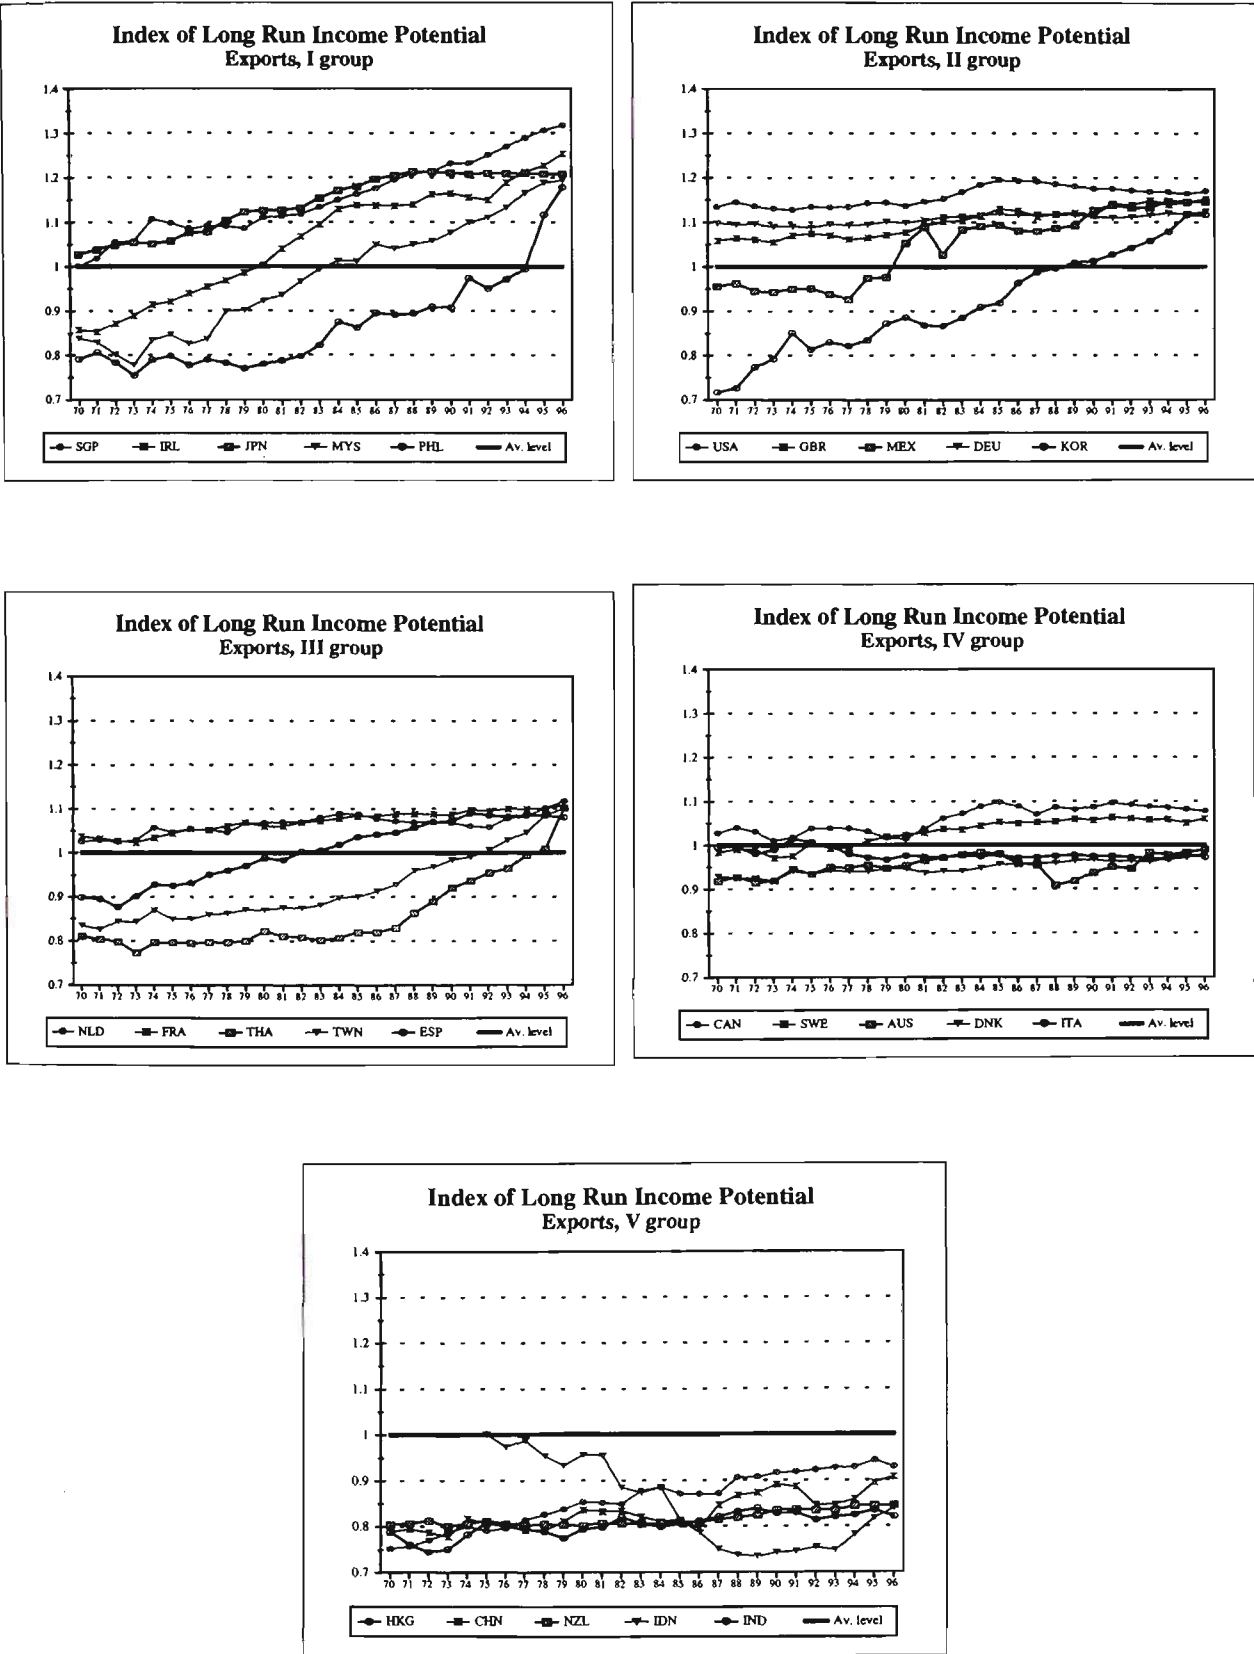 Index of Long Run Income Potential
Exports, I group
1.4
1.3
1.2
1.1
1
0.9
0.8
0.7
70 71 72 73 74 75 76 77 78 79 80 81 82 83 84 85 86 87 88 89 90 91 92 93 94 95 96
SGP IRL JPN MYS PHL Av. level
Index of Long Run Income Potential
Exports, II group
1.4
1.3
1.2
1.1
1
0.9
0.8
0.7
70 71 72 73 74 75 76 77 78 79 80 81 82 83 84 85 86 87 88 89 90 91 92 93 94 95 96
USA GBR MEX DEU KOR Av. level
Index of Long Run Income Potential
Exports, III group
1.4
1.3
1.2
1.1
1
0.9
0.8
0.7
70 71 72 73 74 75 76 77 78 79 80 81 82 83 84 85 86 87 88 89 90 91 92 93 94 95 96
NLD FRA THA TWN ESP Av. level
Index of Long Run Income Potential
Exports, IV group
1.4
1.3
1.2
1.1
1
0.9
0.8
0.7
70 71 72 73 74 75 76 77 78 79 80 81 82 83 84 85 86 87 88 89 90 91 92 93 94 95 96
CAN SWE AUS DNK ITA Av. level
Index of Long Run Income Potential
Exports, V group
1.4
1.3
1.2
1.1
1
0.9
0.8
0.7
70 71 72 73 74 75 76 77 78 79 80 81 82 83 84 85 86 87 88 89 90 91 92 93 94 95 96
HKG CHN NZL IDN IND Av. level